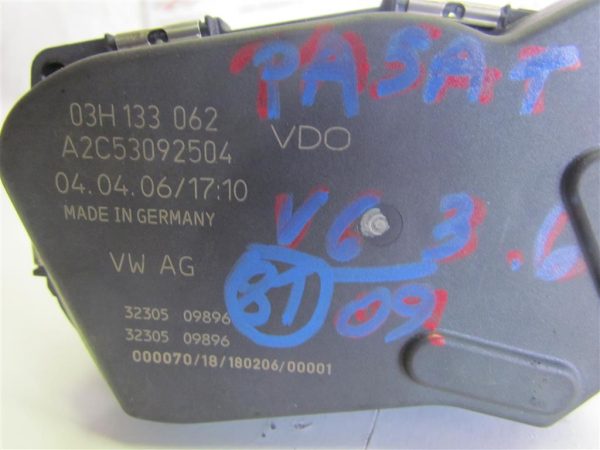 PASAT
03H 133 062
VDO
A2C53092504
04.04.06/17:10
MADE IN GERMANY
V6 3.6
VW AG
81 09
32305 09896
32305 09896
000070/18/180206/00001